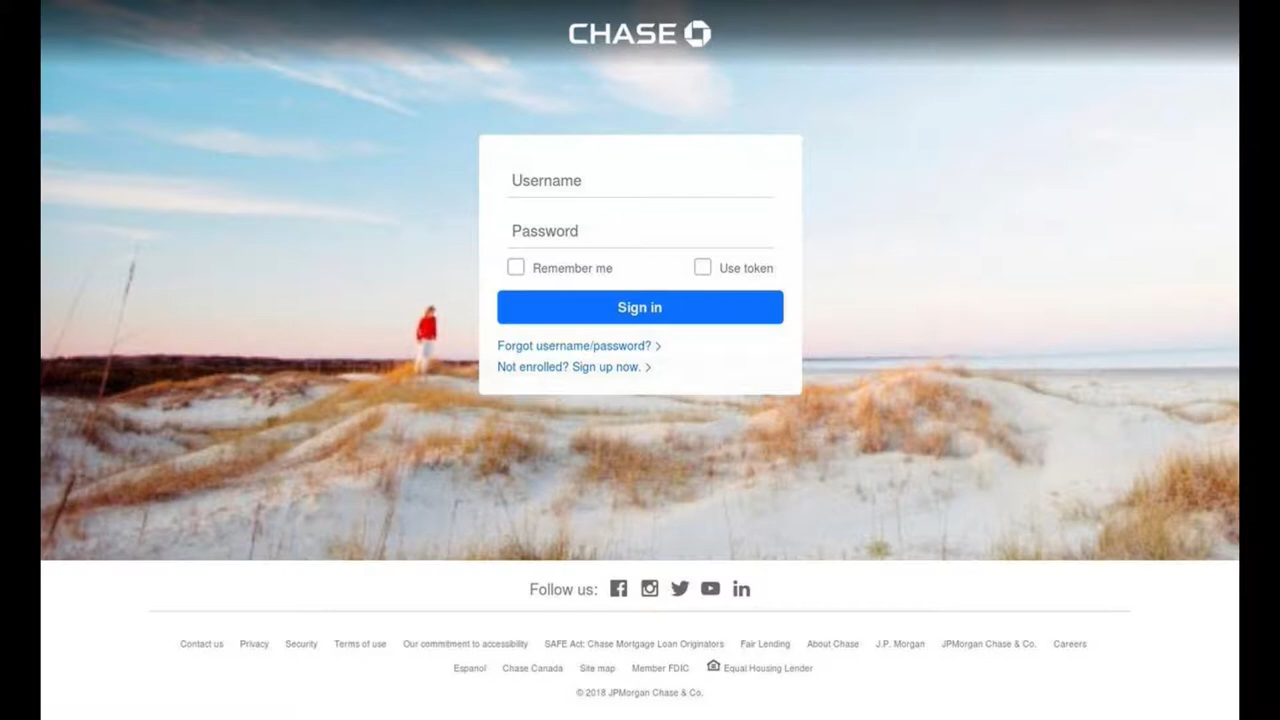 CHASE
Username
Password
Remember me Use token
Sign in
Forgot username/password?
Not enrolled? Sign up now.
Follow us:
Contact us Privacy Security Terms of use Our commitment to accessibility SAFE Act: Chase Mortgage Loan Originators Fair Lending About Chase J.P. Morgan JPMorgan Chase & Co. Careers
Espanol Chase Canada Site map Member FDIC Equal Housing Lender
© 2018 JPMorgan Chase & Co.